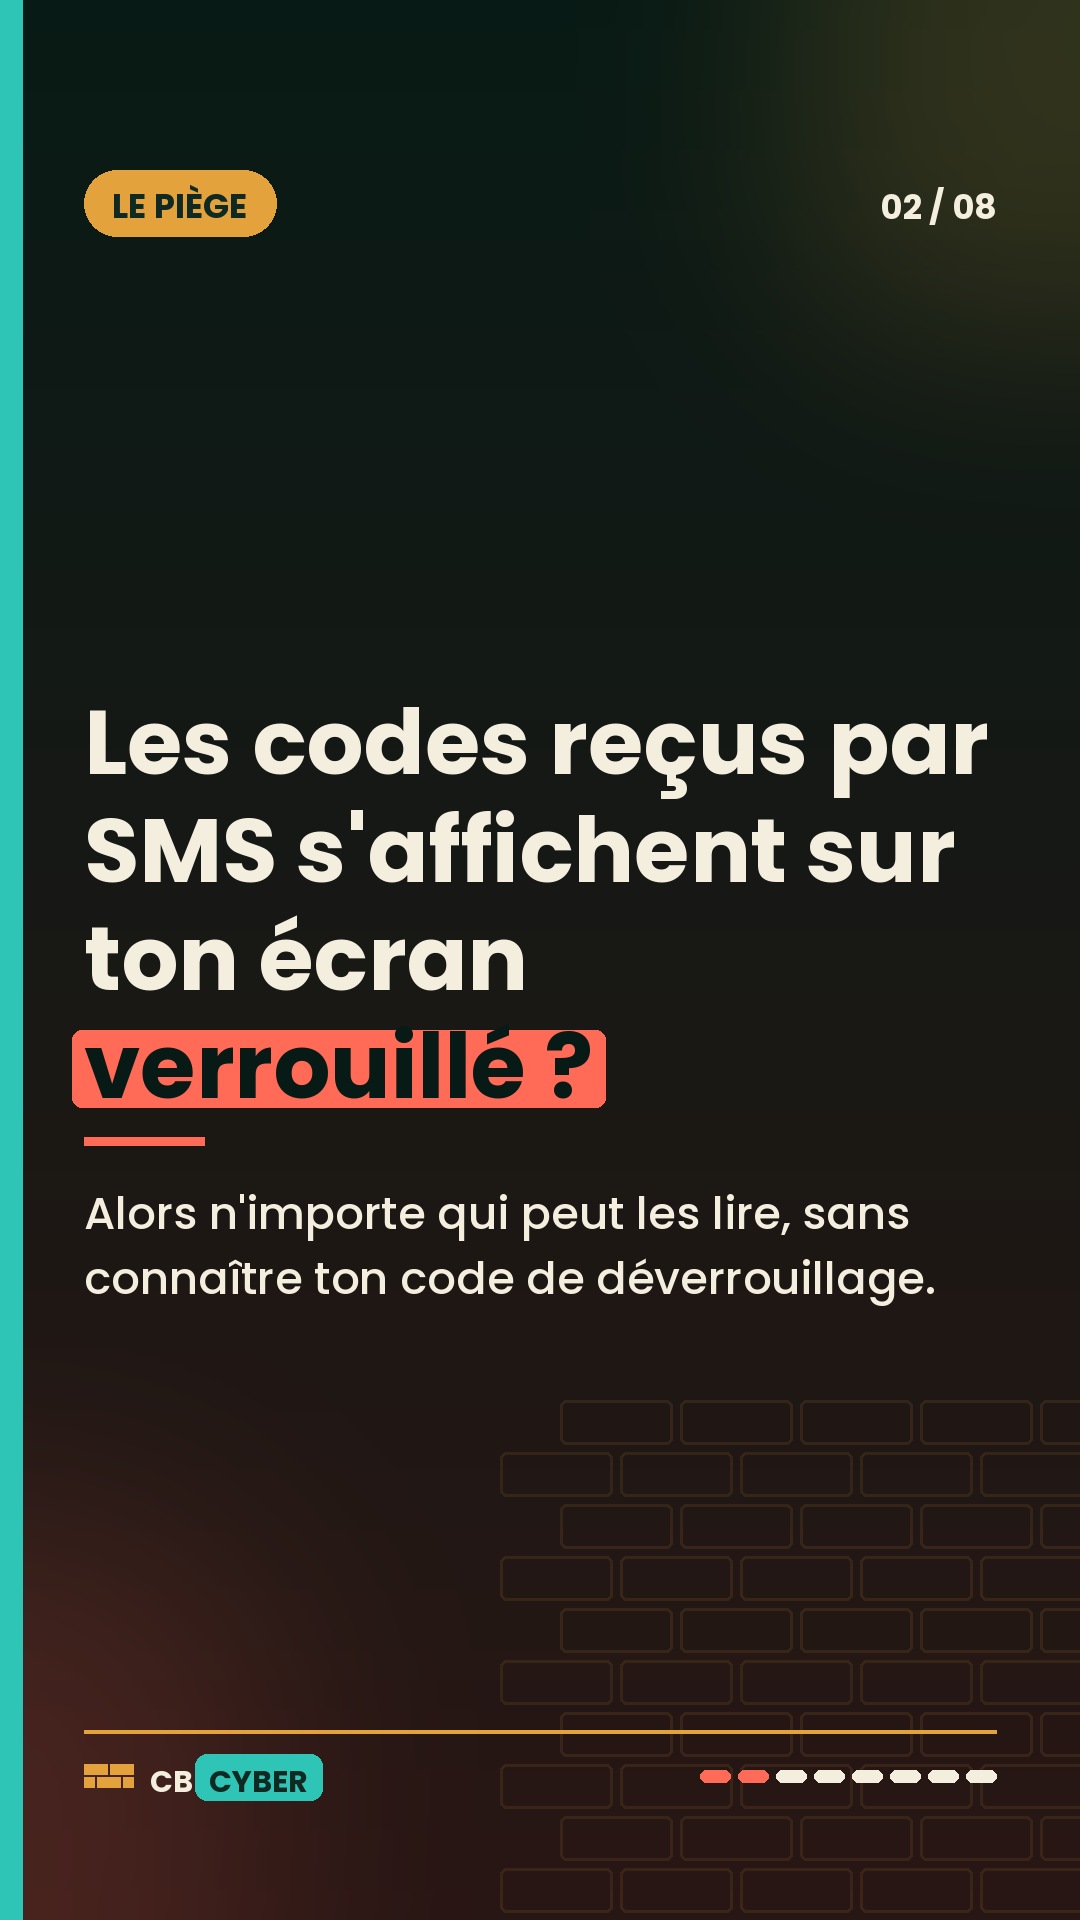 LE PIÈGE
02 / 08
Les codes reçus par
SMS s'affichent sur
ton écran
verrouillé ?
Alors n'importe qui peut les lire, sans
connaître ton code de déverrouillage.
CB CYBER